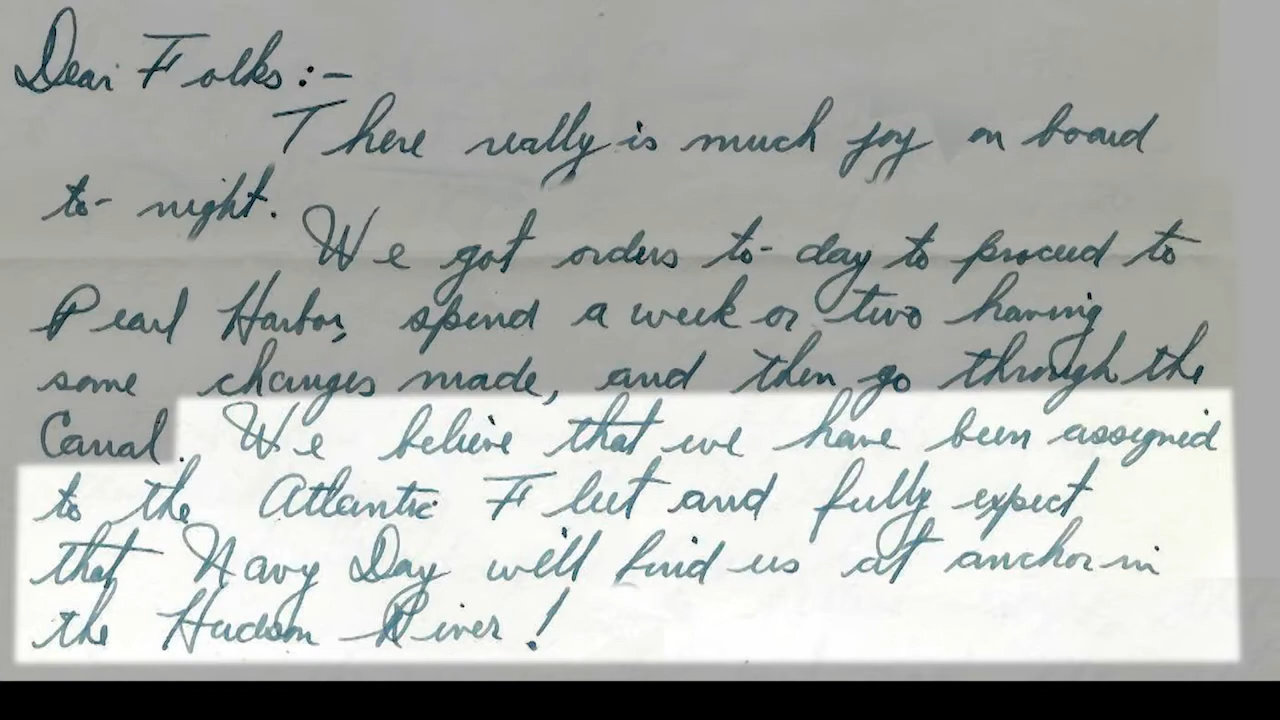 Dear Folks:-
There really is much joy on board
to-night.
We got orders to-day to proceed to
Pearl Harbor, spend a week or two having
some changes made, and then go through the
Canal. We believe that we have been assigned
to the Atlantic Fleet and fully expect
that Navy Day will find us at anchor in
the Hudson River!